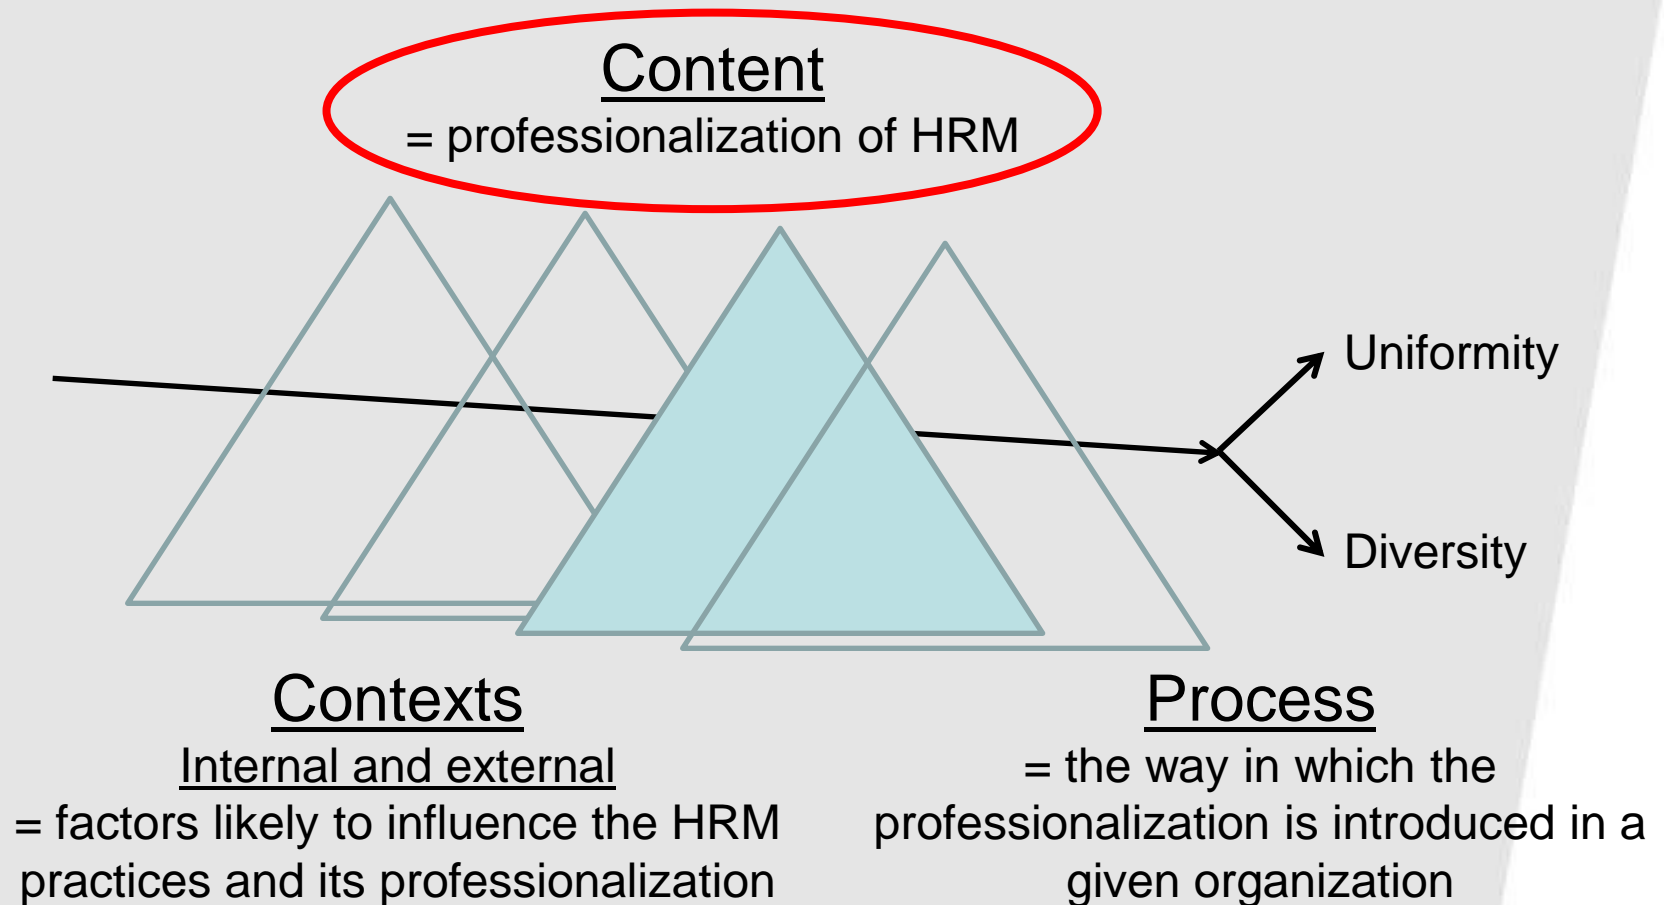 Content
= professionalization of HRM
Uniformity
Diversity
Contexts
Internal and external
= factors likely to influence the HRM
practices and its professionalization
Process
= the way in which the
professionalization is introduced in a
given organization